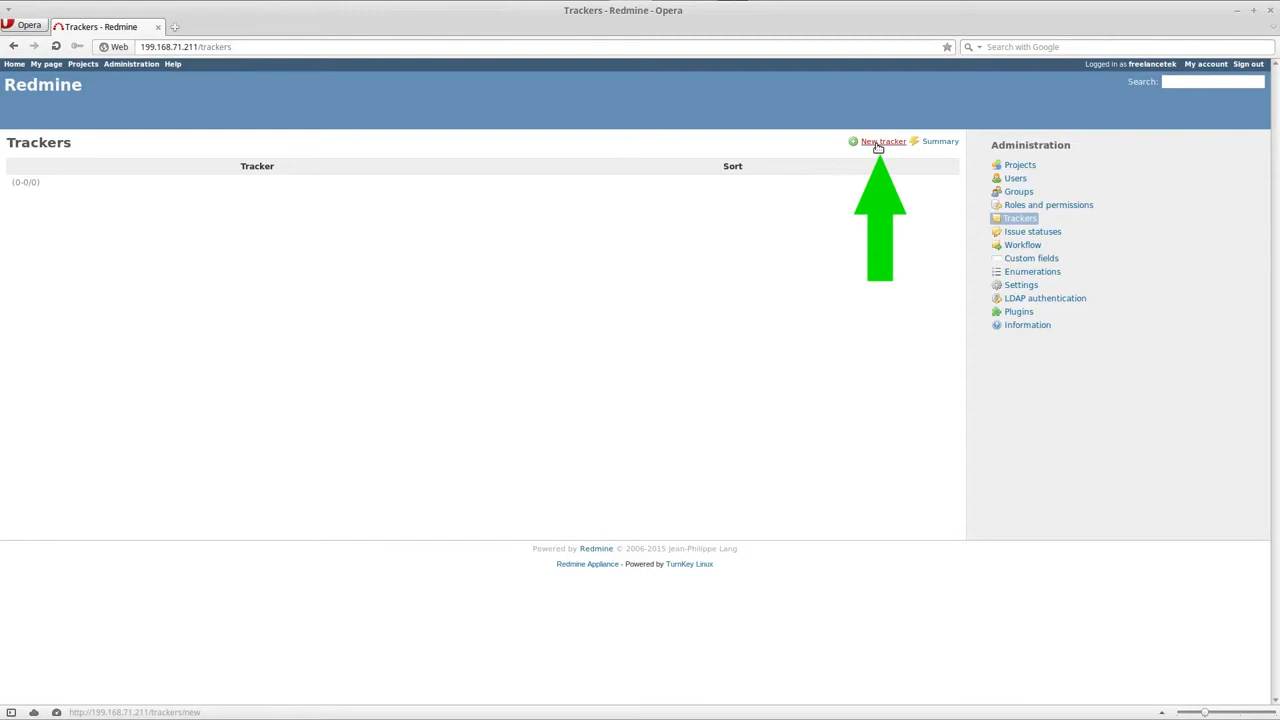 Trackers - Redmine - Opera
Opera
Trackers - Redmine
Web
199.168.71.211/trackers
Search with Google
Home My page Projects Administration Help
Logged in as freelancetek My account Sign out
Redmine
Search:
Trackers
New tracker
Summary
Tracker
Sort
(0-0/0)
Administration
Projects
Users
Groups
Roles and permissions
Trackers
Issue statuses
Workflow
Custom fields
Enumerations
Settings
LDAP authentication
Plugins
Information
Powered by Redmine © 2006-2015 Jean-Philippe Lang
Redmine Appliance - Powered by TurnKey Linux
http://199.168.71.211/trackers/new